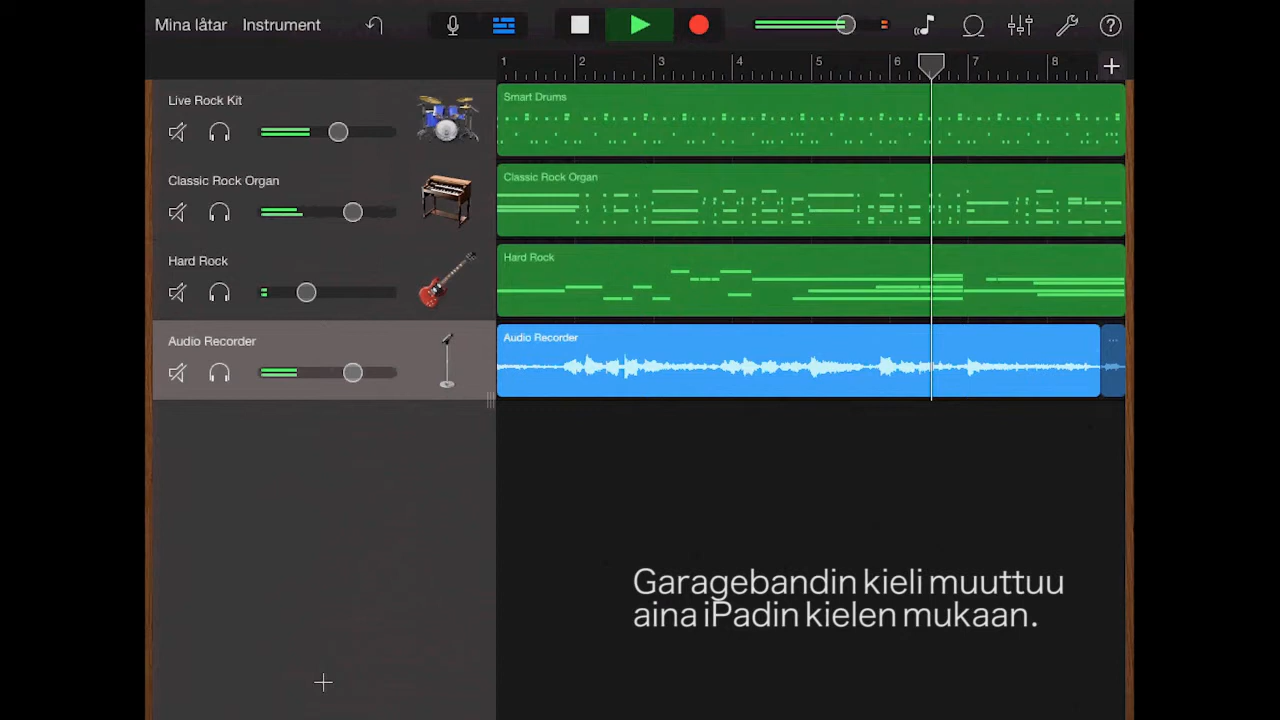 Mina låtar Instrument
1 2 3 4 5 6 7 8
Live Rock Kit
Smart Drums
Classic Rock Organ
Classic Rock Organ
Hard Rock
Hard Rock
Audio Recorder
Audio Recorder
Garagebandin kieli muuttuu
aina iPadin kielen mukaan.